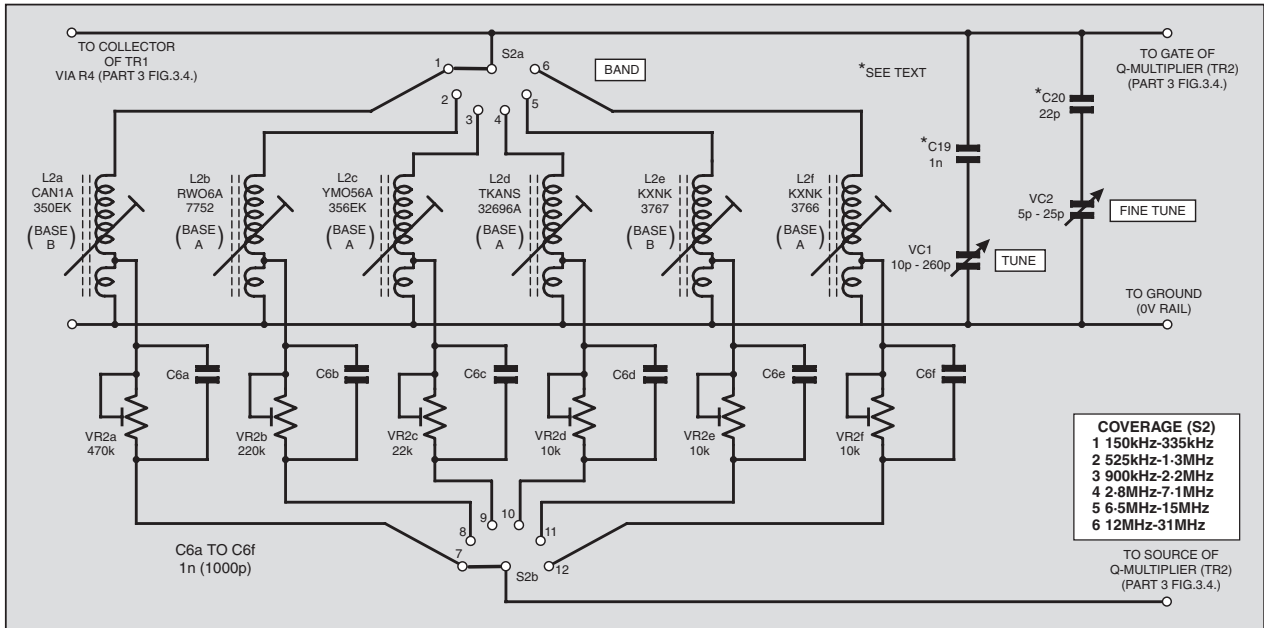 TO COLLECTOR
OF TR1
VIA R4 (PART 3 FIG.3.4.)
S2a
1
2
3
4
5
6
BAND
*SEE TEXT
TO GATE OF
Q-MULTIPLIER (TR2)
(PART 3 FIG.3.4.)
*C20
22p
*C19
1n
L2a
CAN1A
350EK
(BASE
B)
L2b
RWO6A
7752
(BASE
A)
L2c
YMO56A
356EK
(BASE
A)
L2d
TKANS
32696A
(BASE
A)
L2e
KXNK
3767
(BASE
B)
L2f
KXNK
3766
(BASE
A)
VC2
5p - 25p
FINE TUNE
VC1
10p - 260p
TUNE
TO GROUND
(0V RAIL)
C6a
C6b
C6c
C6d
C6e
C6f
VR2a
470k
VR2b
220k
VR2c
22k
VR2d
10k
VR2e
10k
VR2f
10k
COVERAGE (S2)
1 150kHz-335kHz
2 525kHz-1·3MHz
3 900kHz-2·2MHz
4 2·8MHz-7·1MHz
5 6·5MHz-15MHz
6 12MHz-31MHz
7
8
9
10
11
12
S2b
C6a TO C6f
1n (1000p)
TO SOURCE OF
Q-MULTIPLIER (TR2)
(PART 3 FIG.3.4.)